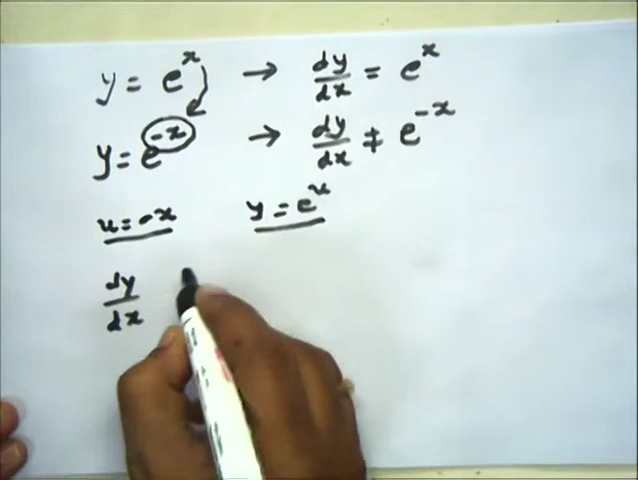 y = e^x → dy/dx = e^x
y = e^-x → dy/dx ≠ e^-x
u = -x y = e^u
dy/dx